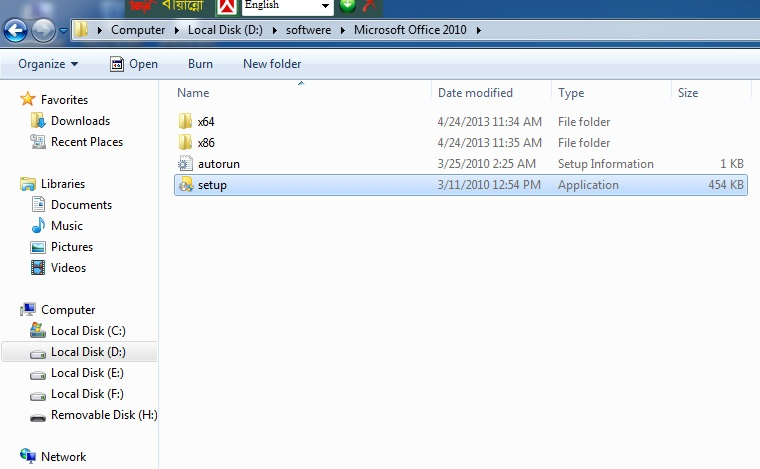 বায়ান্নো English
Computer Local Disk (D:) softwere Microsoft Office 2010
Organize Open Burn New folder
Favorites
Downloads
Recent Places
Libraries
Documents
Music
Pictures
Videos
Computer
Local Disk (C:)
Local Disk (D:)
Local Disk (E:)
Local Disk (F:)
Removable Disk (H:)
Network
Name Date modified Type Size
x64 4/24/2013 11:34 AM File folder
x86 4/24/2013 11:35 AM File folder
autorun 3/25/2010 2:25 AM Setup Information 1 KB
setup 3/11/2010 12:54 PM Application 454 KB